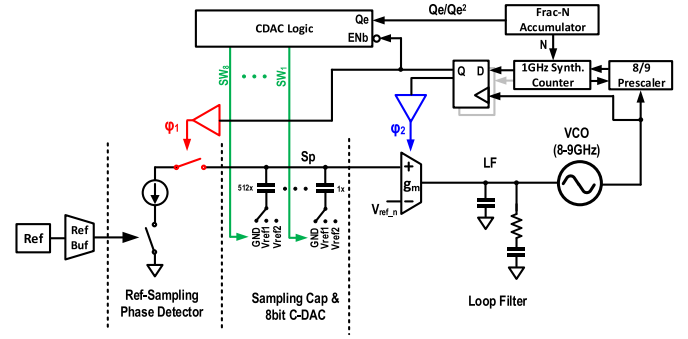 CDAC Logic
Qe
ENb
Qe/Qe²
Frac-N
Accumulator
N
Q D
1GHz Synth.
Counter
8/9
Prescaler
SW8
SW1
φ1
φ2
VCO
(8-9GHz)
Sp
LF
512x
1x
+
gm
−
Vref_n
GND
Vref1
Vref2
GND
Vref1
Vref2
Ref
Ref
Buf
Ref-Sampling
Phase Detector
Sampling Cap &
8bit C-DAC
Loop Filter